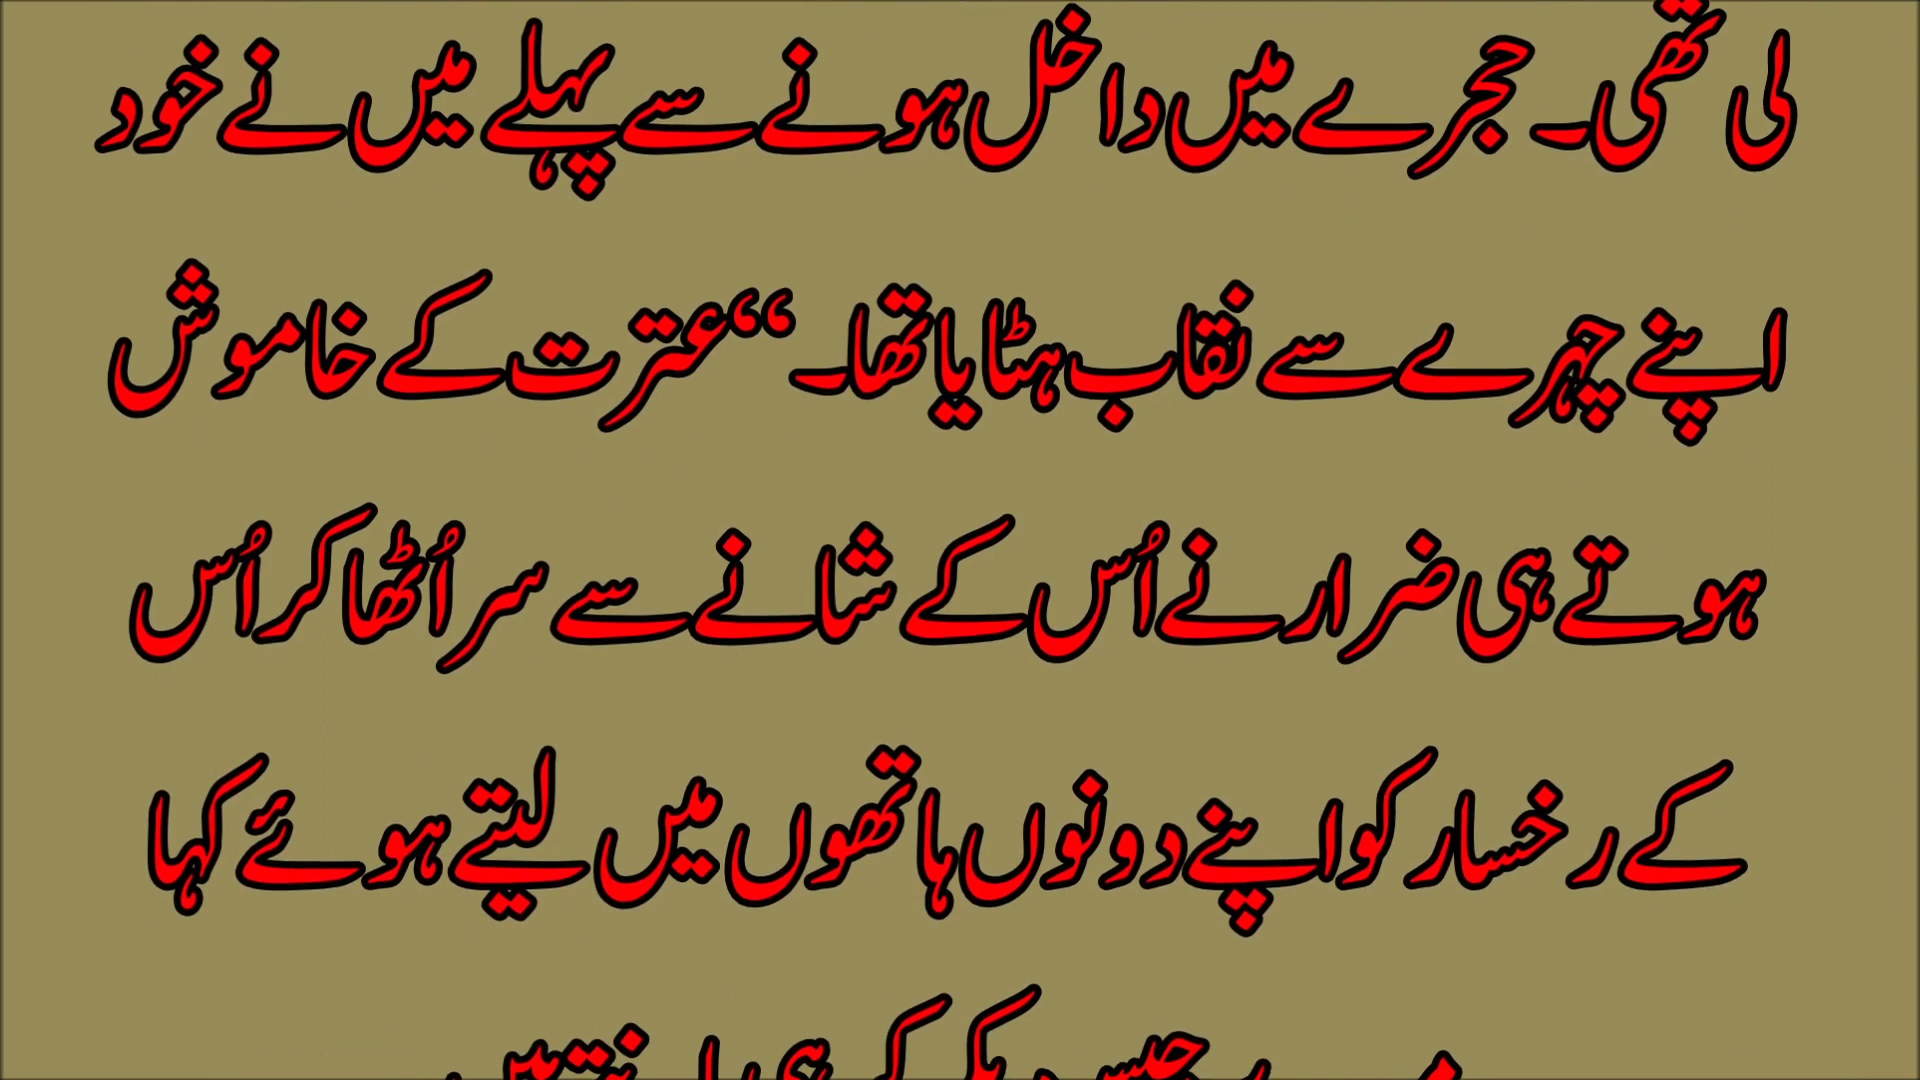 لی تھی۔ حجرے میں داخل ہونے سے پہلے میں نے خود
اپنے چہرے سے نقاب ہٹایا تھا۔“ عترت کے خاموش
ہوتے ہی ضرار نے اُس کے شانے سے سر اُٹھا کر اُس
کے رخسار کو اپنے دونوں ہاتھوں میں لیتے ہوئے کہا